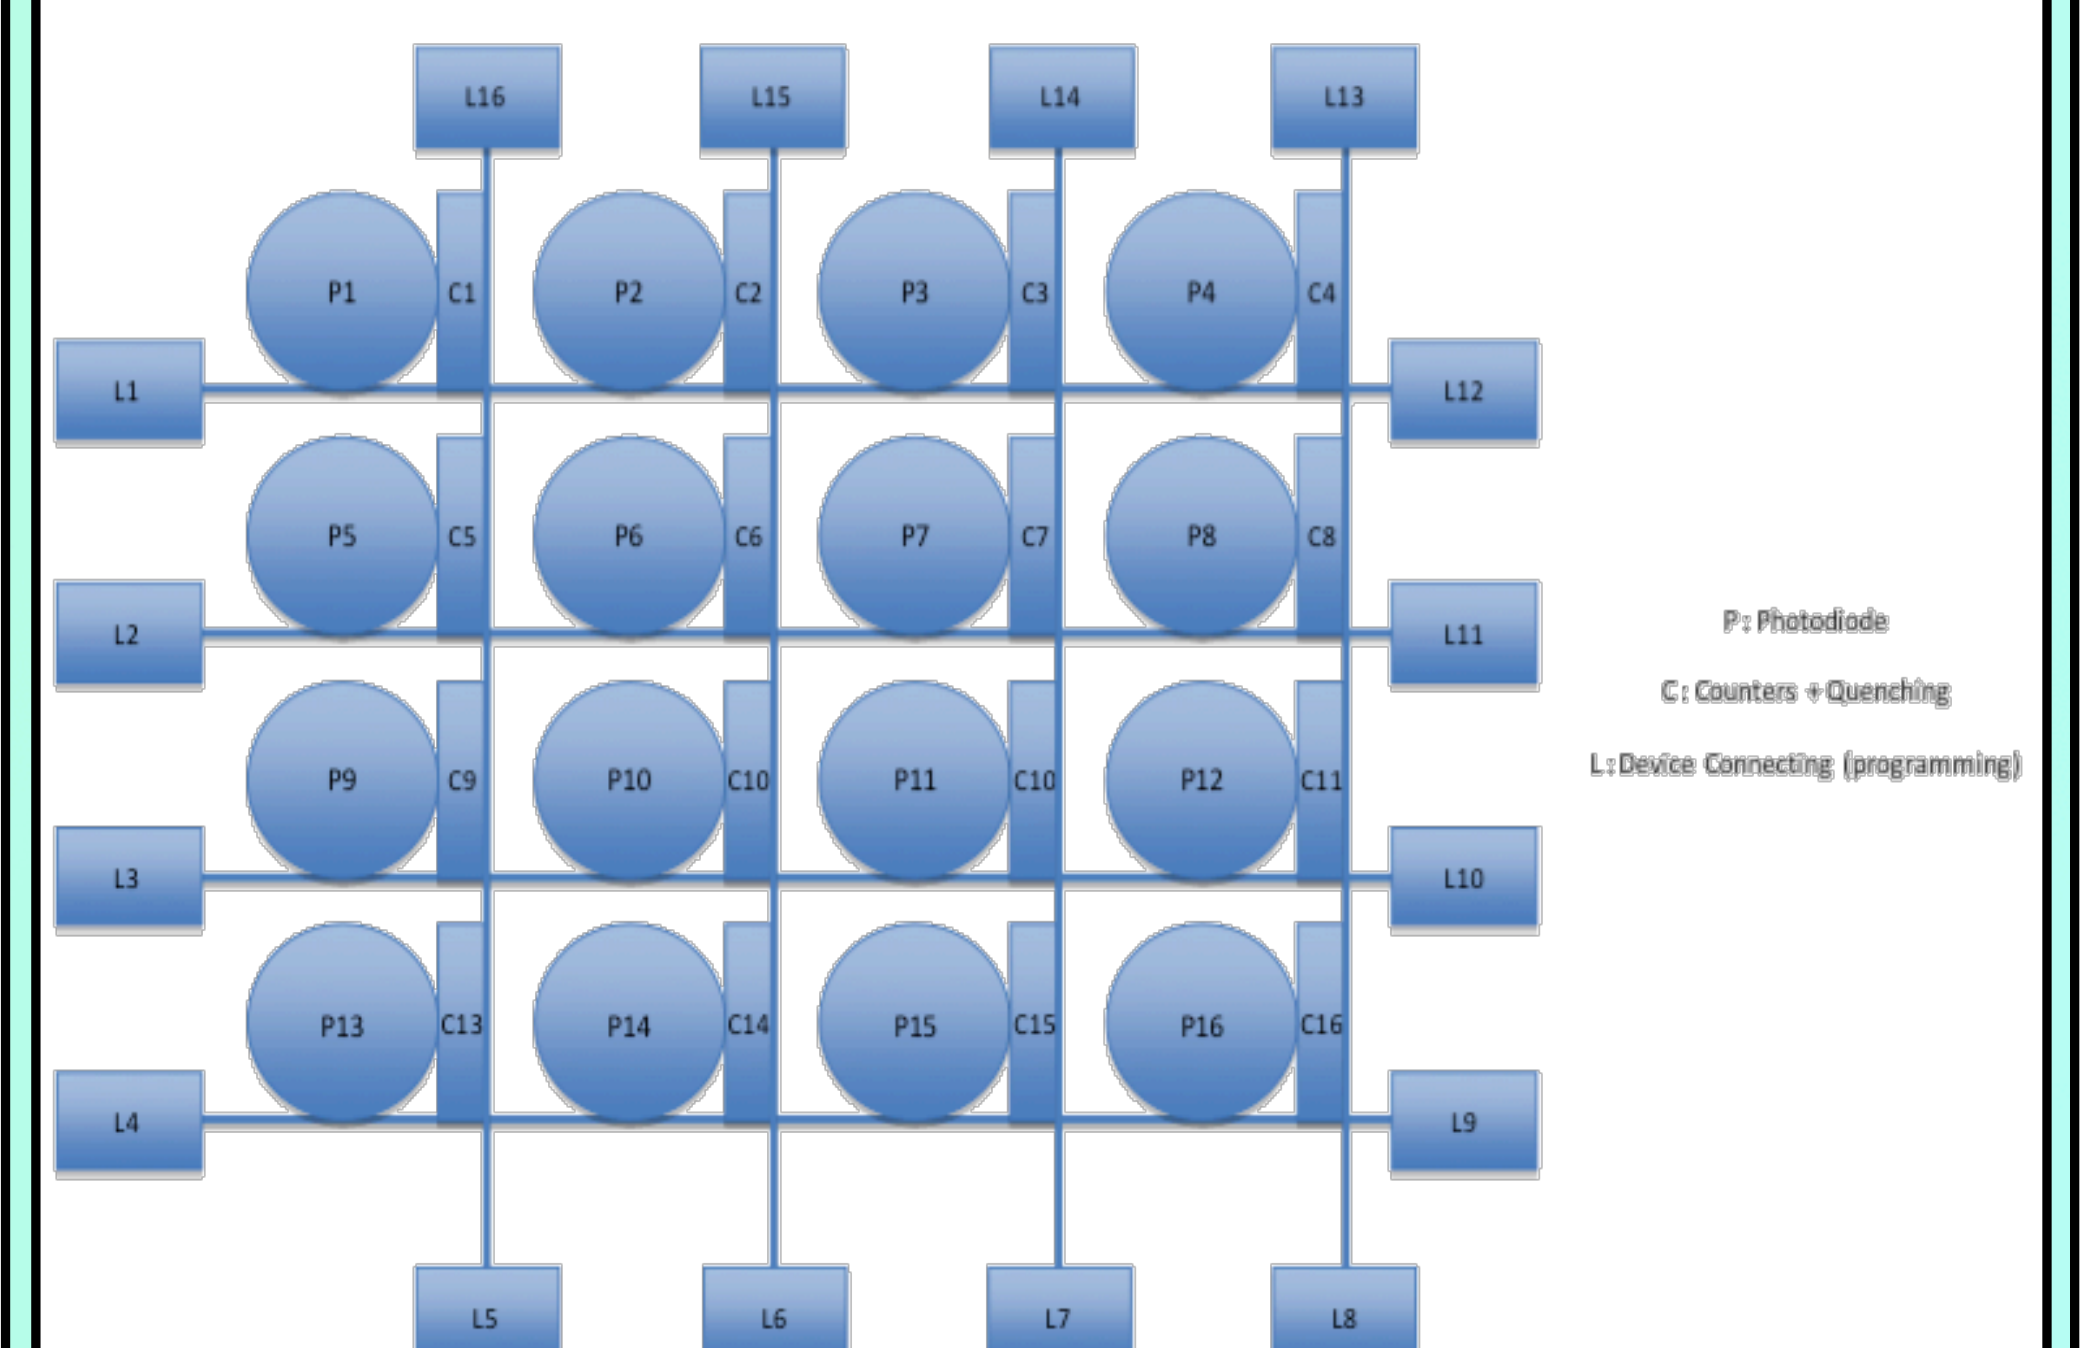 L16 L15 L14 L13
P1 C1 P2 C2 P3 C3 P4 C4
L1 L12
P5 C5 P6 C6 P7 C7 P8 C8
L2 L11
P9 C9 P10 C10 P11 C10 P12 C11
L3 L10
P13 C13 P14 C14 P15 C15 P16 C16
L4 L9
L5 L6 L7 L8
P: Photodiode
C: Counters + Quenching
L: Device Connecting (programming)